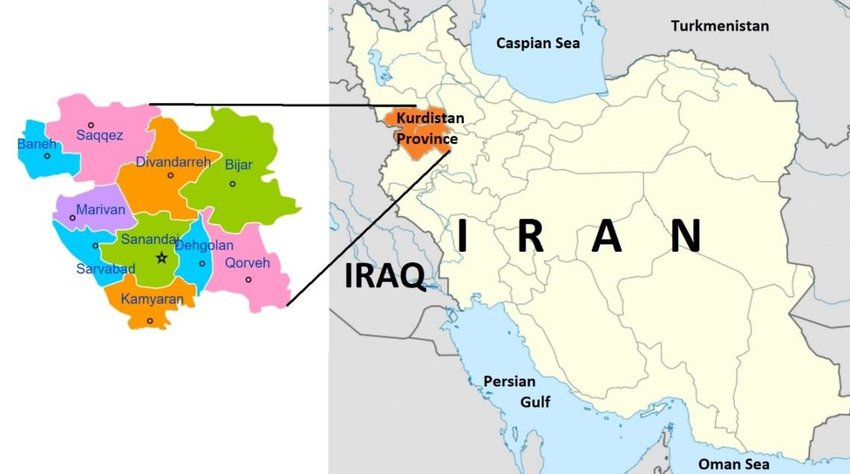 Saqqez
Baneh
Divandarreh
Bijar
Marivan
Sanandaj
Dehgolan
Sarvabad
Qorveh
Kamyaran
Caspian Sea
Turkmenistan
Kurdistan
Province
IRAN
IRAQ
Persian
Gulf
Oman Sea